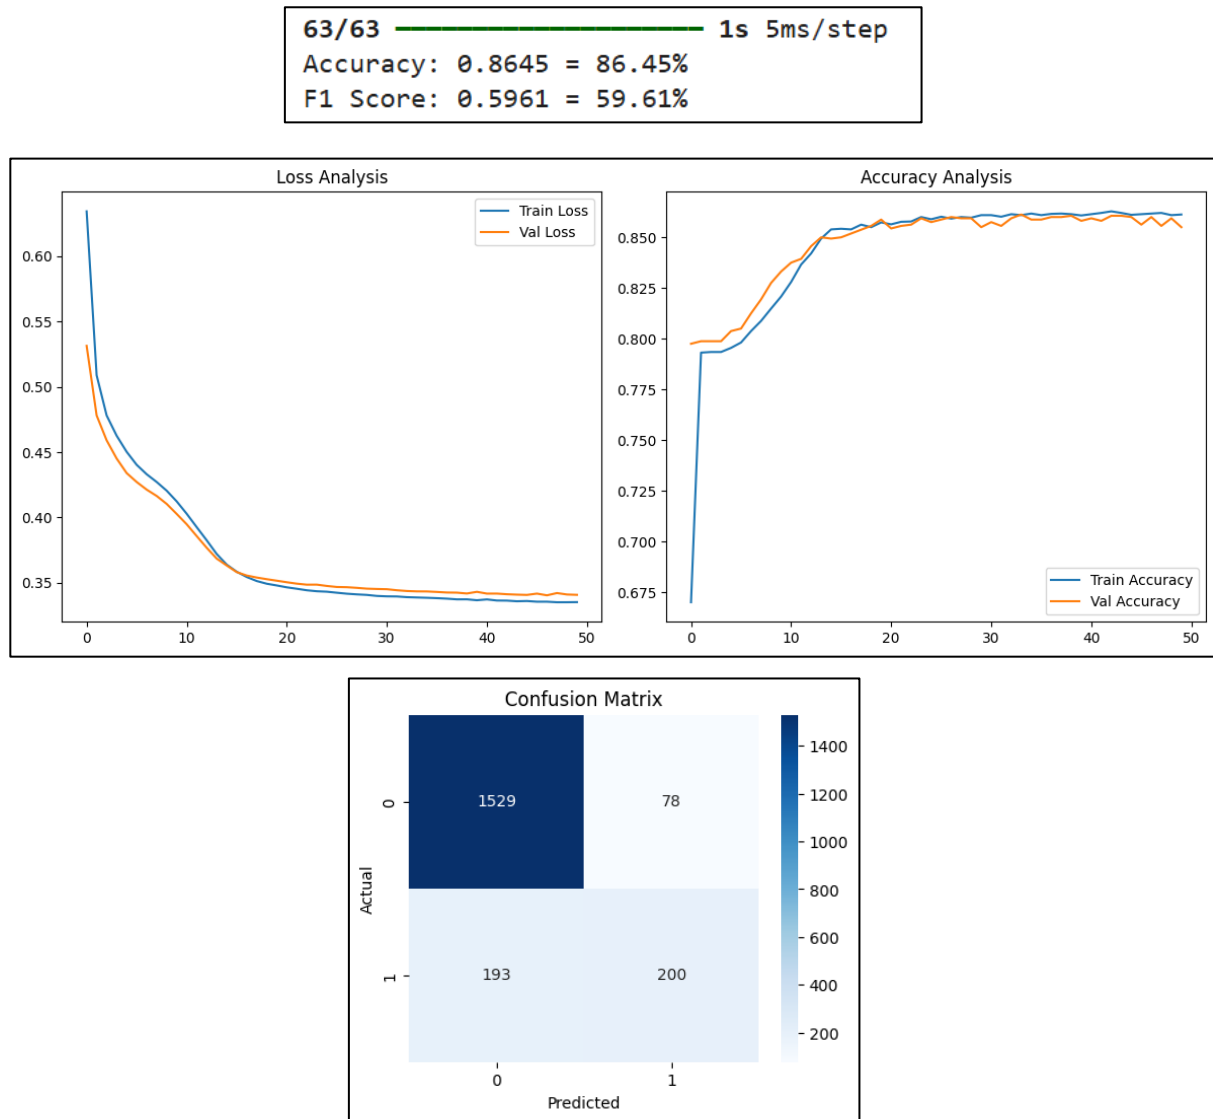 63/63 ━━━━━━━━━━━━━━━━━━━━ 1s 5ms/step
Accuracy: 0.8645 = 86.45%
F1 Score: 0.5961 = 59.61%
Loss Analysis
Train Loss
Val Loss
0.60
0.55
0.50
0.45
0.40
0.35
0 10 20 30 40 50
Accuracy Analysis
0.850
0.825
0.800
0.775
0.750
0.725
0.700
0.675
Train Accuracy
Val Accuracy
0 10 20 30 40 50
Confusion Matrix
Actual
0
1
1529 78
193 200
0 1
Predicted
1400
1200
1000
800
600
400
200